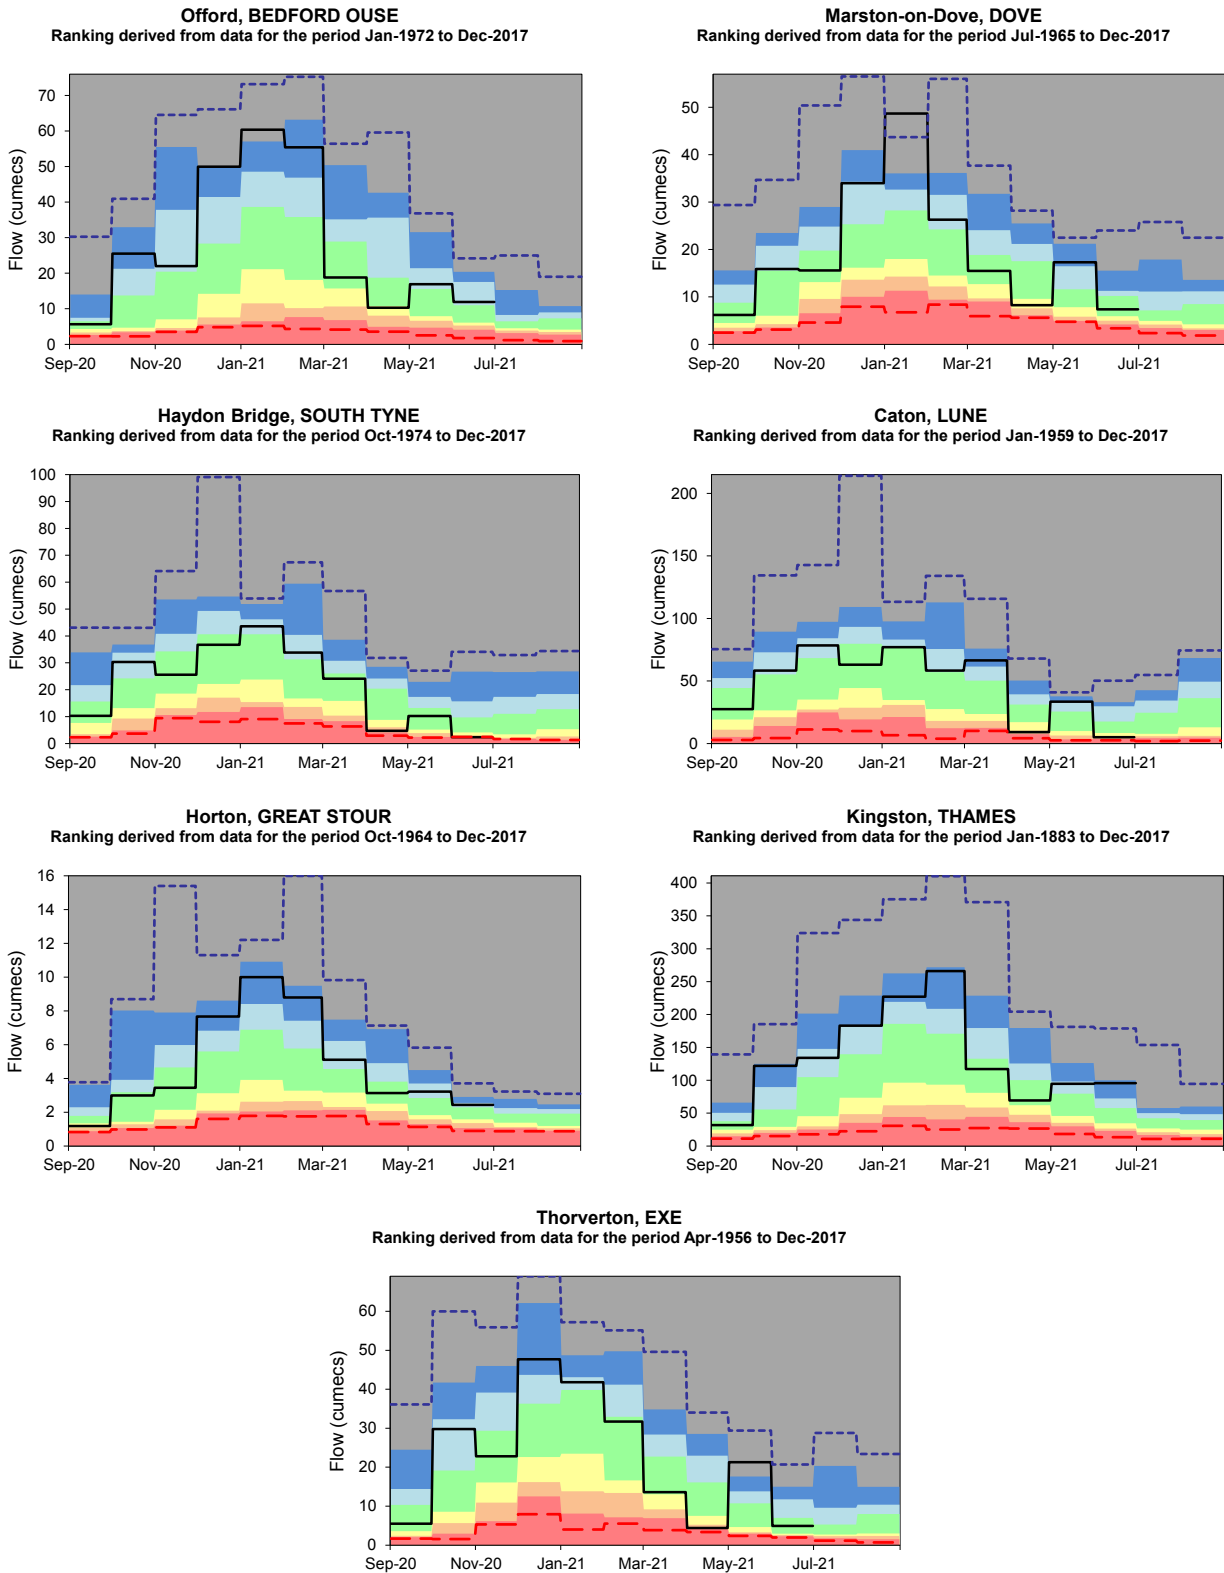 Offord, BEDFORD OUSE
Ranking derived from data for the period Jan-1972 to Dec-2017
Flow (cumecs)
70
60
50
40
30
20
10
0
Sep-20 Nov-20 Jan-21 Mar-21 May-21 Jul-21
Marston-on-Dove, DOVE
Ranking derived from data for the period Jul-1965 to Dec-2017
Flow (cumecs)
50
40
30
20
10
0
Sep-20 Nov-20 Jan-21 Mar-21 May-21 Jul-21
Haydon Bridge, SOUTH TYNE
Ranking derived from data for the period Oct-1974 to Dec-2017
Flow (cumecs)
100
90
80
70
60
50
40
30
20
10
0
Sep-20 Nov-20 Jan-21 Mar-21 May-21 Jul-21
Caton, LUNE
Ranking derived from data for the period Jan-1959 to Dec-2017
Flow (cumecs)
200
150
100
50
0
Sep-20 Nov-20 Jan-21 Mar-21 May-21 Jul-21
Horton, GREAT STOUR
Ranking derived from data for the period Oct-1964 to Dec-2017
Flow (cumecs)
16
14
12
10
8
6
4
2
0
Sep-20 Nov-20 Jan-21 Mar-21 May-21 Jul-21
Kingston, THAMES
Ranking derived from data for the period Jan-1883 to Dec-2017
Flow (cumecs)
400
350
300
250
200
150
100
50
0
Sep-20 Nov-20 Jan-21 Mar-21 May-21 Jul-21
Thorverton, EXE
Ranking derived from data for the period Apr-1956 to Dec-2017
Flow (cumecs)
60
50
40
30
20
10
0
Sep-20 Nov-20 Jan-21 Mar-21 May-21 Jul-21